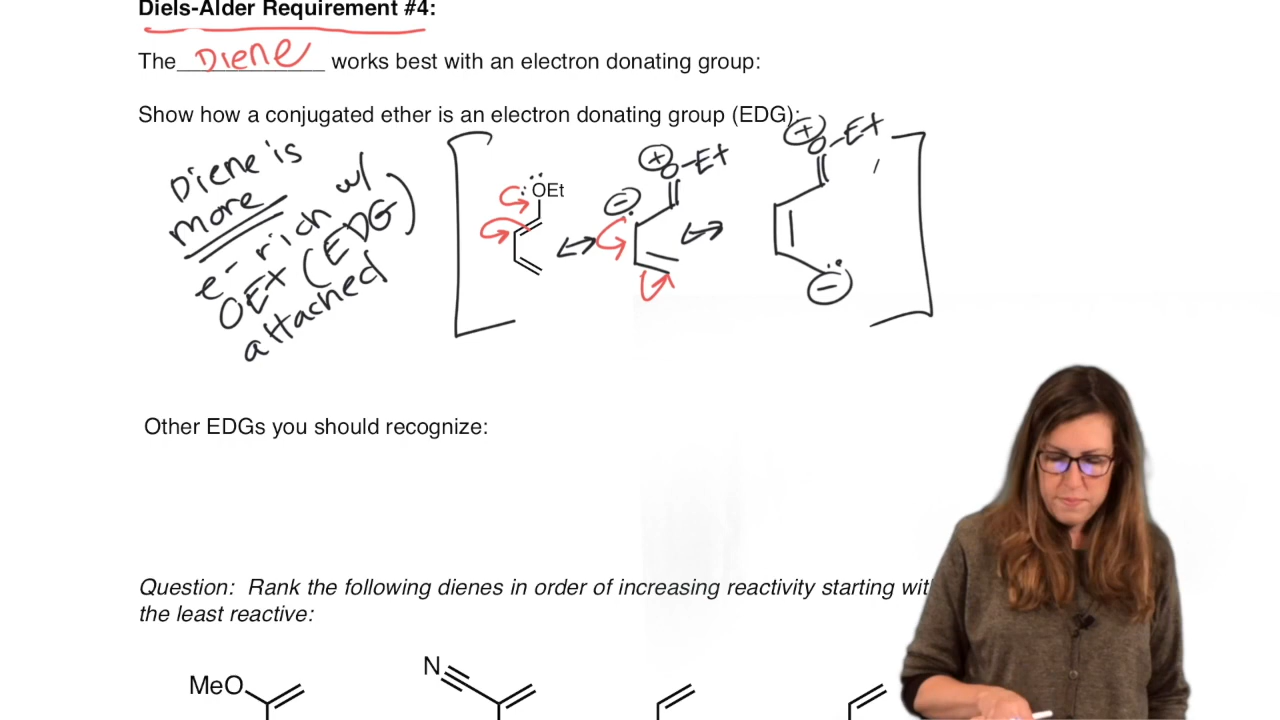 Diels-Alder Requirement #4:
The Diene works best with an electron donating group:
Show how a conjugated ether is an electron donating group (EDG):
Diene is
more
e- rich w/
OEt (EDG)
attached
:OEt
⊖
⊕
O-Et
⊕
O-Et
⊖
Other EDGs you should recognize:
Question: Rank the following dienes in order of increasing reactivity starting wit
the least reactive:
MeO
N